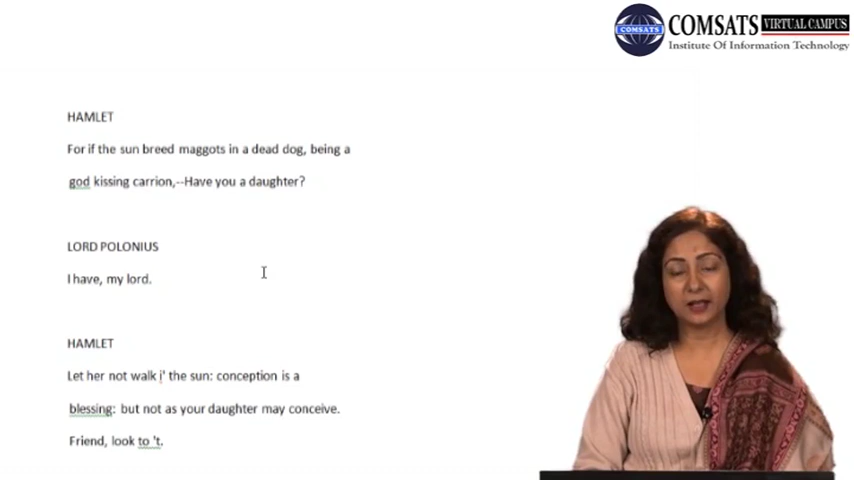 COMSATS VIRTUAL CAMPUS
COMSATS
Institute Of Information Technology
HAMLET
For if the sun breed maggots in a dead dog, being a
god kissing carrion,--Have you a daughter?
LORD POLONIUS
I have, my lord.
HAMLET
Let her not walk i' the sun: conception is a
blessing: but not as your daughter may conceive.
Friend, look to 't.